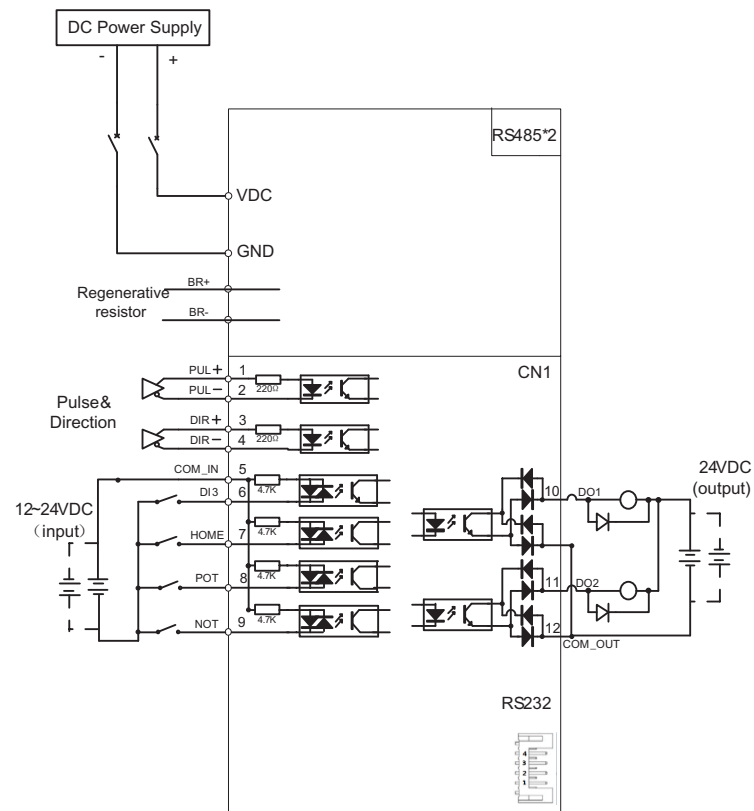 DC Power Supply
- +
RS485*2
VDC
GND
BR+
Regenerative
resistor
BR-
CN1
PUL+ 1
220Ω
PUL- 2
Pulse&
Direction
DIR+ 3
220Ω
DIR- 4
COM_IN 5
4.7K
DI3 6
12~24VDC
(input)
HOME 7
4.7K
POT 8
4.7K
NOT 9
4.7K
10 DO1
24VDC
(output)
11 DO2
12
COM_OUT
RS232
4
3
2
1